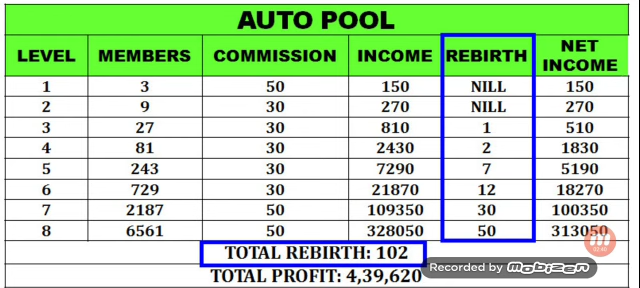 AUTO POOL
LEVEL MEMBERS COMMISSION INCOME REBIRTH NET INCOME
1 3 50 150 NILL 150
2 9 30 270 NILL 270
3 27 30 810 1 510
4 81 30 2430 2 1830
5 243 30 7290 7 5190
6 729 30 21870 12 18270
7 2187 50 109350 30 100350
8 6561 50 328050 50 313050
TOTAL REBIRTH: 102
TOTAL PROFIT: 4,39,620
Recorded by mobizen